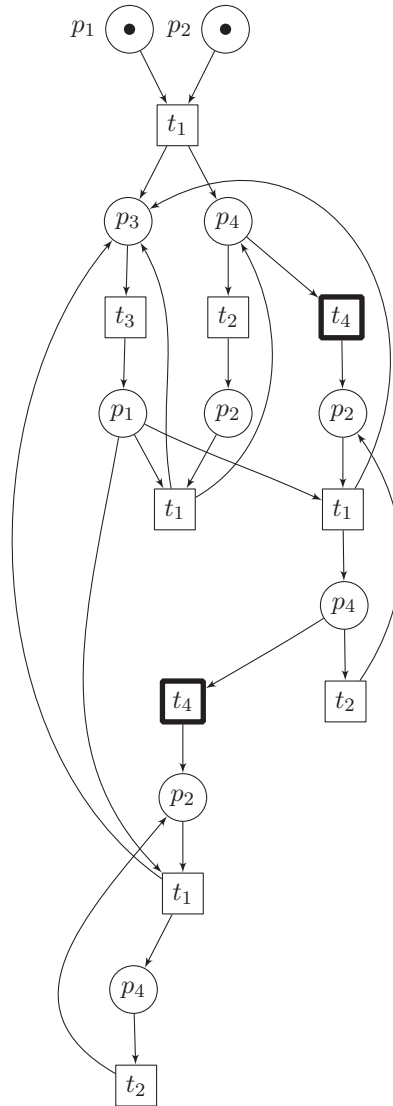 p1 p2
t1
p3 p4
t3 t2 t4
p1 p2 p2
t1 t1
p4
t4 t2
p2
t1
p4
t2